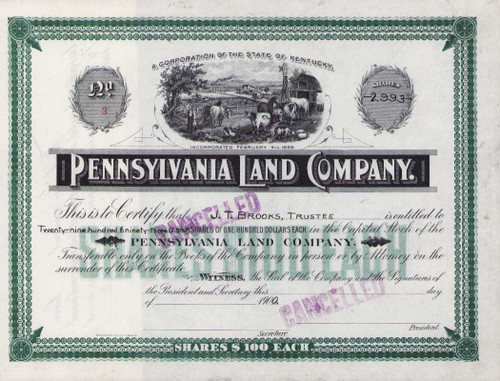 A CORPORATION OF THE STATE OF KENTUCKY.
No
3
SHARES
2993
INCORPORATED FEBRUARY 4TH, 1890.
PENNSYLVANIA LAND COMPANY.
This is to Certify that J. T. BROOKS, TRUSTEE is entitled to
Twenty-nine hundred & ninety-three SHARES OF ONE HUNDRED DOLLARS EACH, in the Capital Stock of the
PENNSYLVANIA LAND COMPANY.
Transferable only on the Books of the Company in person or by Attorney on the
surrender of this Certificate.
WITNESS, the Seal of the Company and the Signatures of
the President and Secretary this day
of 1900.
CANCELLED
CANCELLED
Secretary.
President.
SHARES $100 EACH.